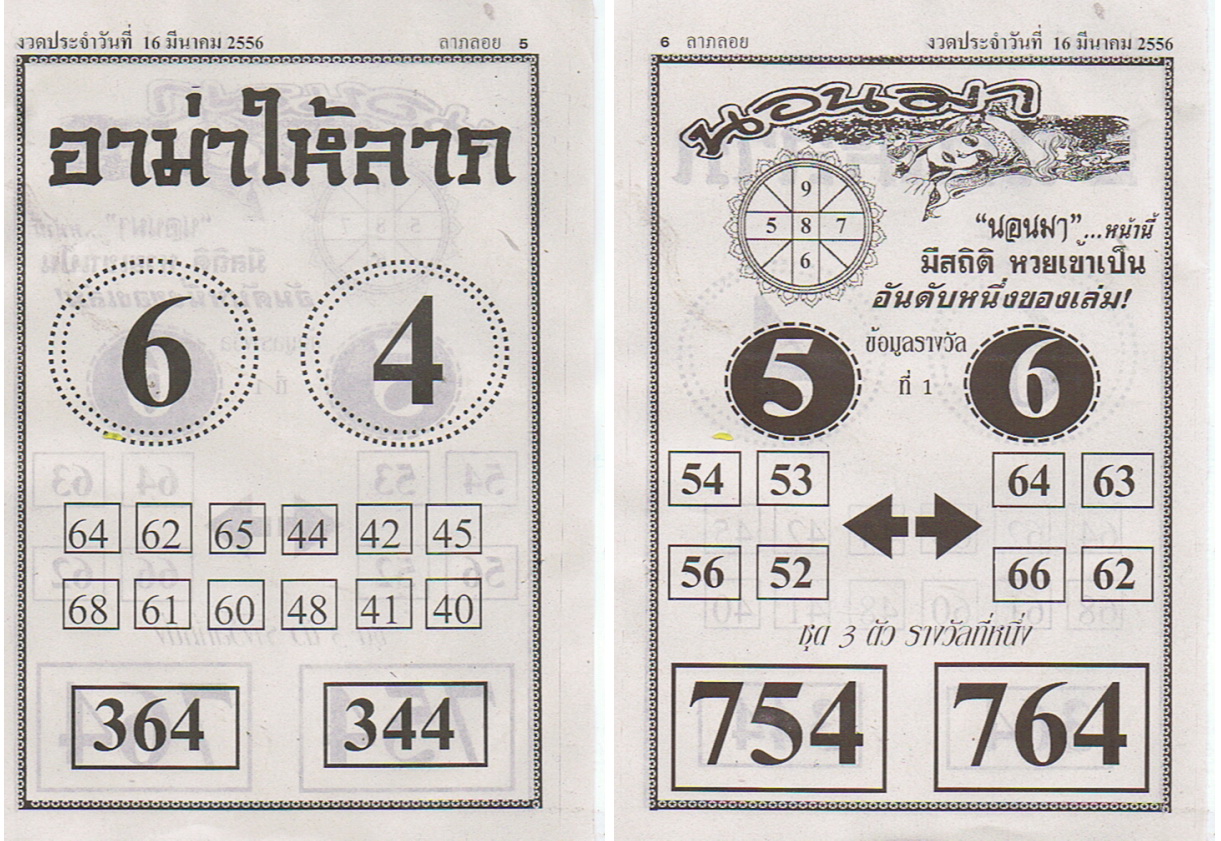 งวดประจำวันที่ 16 มีนาคม 2556 ลาภลอย 5
อาม่าให้ลาภ
6 4
64 62 65 44 42 45
68 61 60 48 41 40
364 344
6 ลาภลอย งวดประจำวันที่ 16 มีนาคม 2556
นอนมา
9
5 8 7
6
“นอนมา”...หน้านี้
มีสถิติ หวยเขาเป็น
อันดับหนึ่งของเล่ม!
5 ข้อมูลรางวัล 6
ที่ 1
54 53 64 63
56 52 66 62
ชุด 3 ตัว รางวัลที่หนึ่ง
754 764